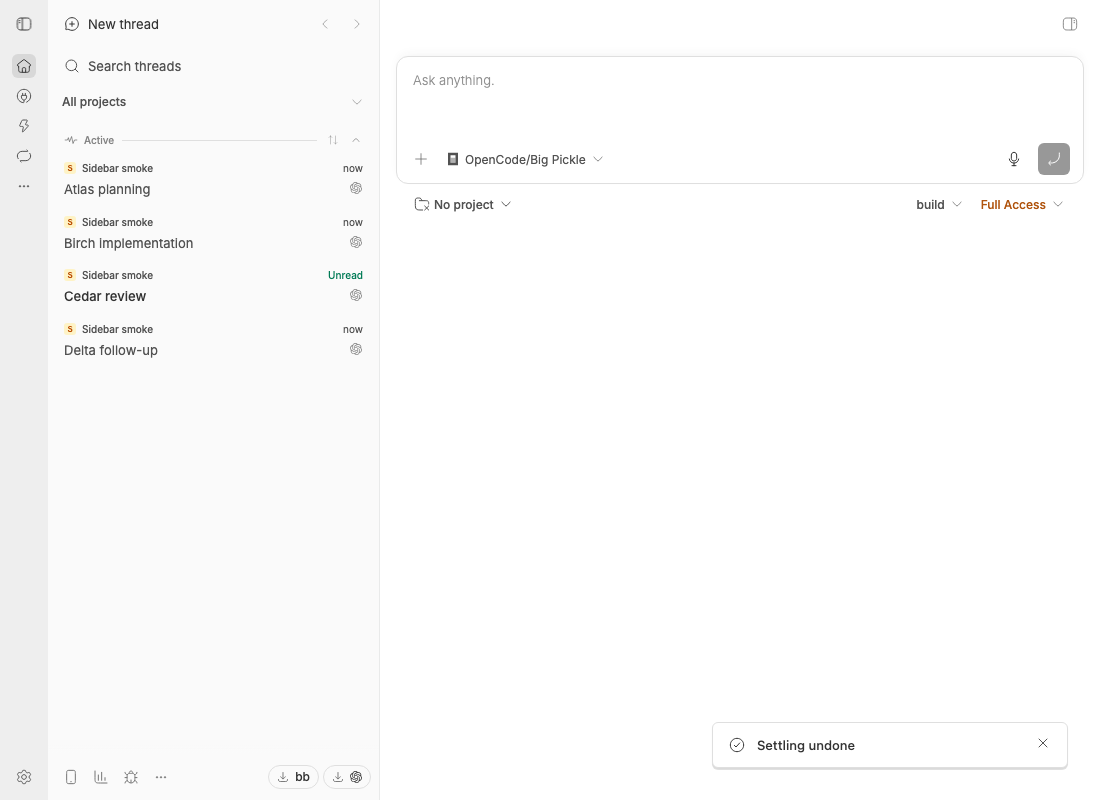 New thread
Search threads
All projects
Active
S Sidebar smoke now
Atlas planning
S Sidebar smoke now
Birch implementation
S Sidebar smoke Unread
Cedar review
S Sidebar smoke now
Delta follow-up
bb
Ask anything.
OpenCode/Big Pickle
No project build Full Access
Settling undone